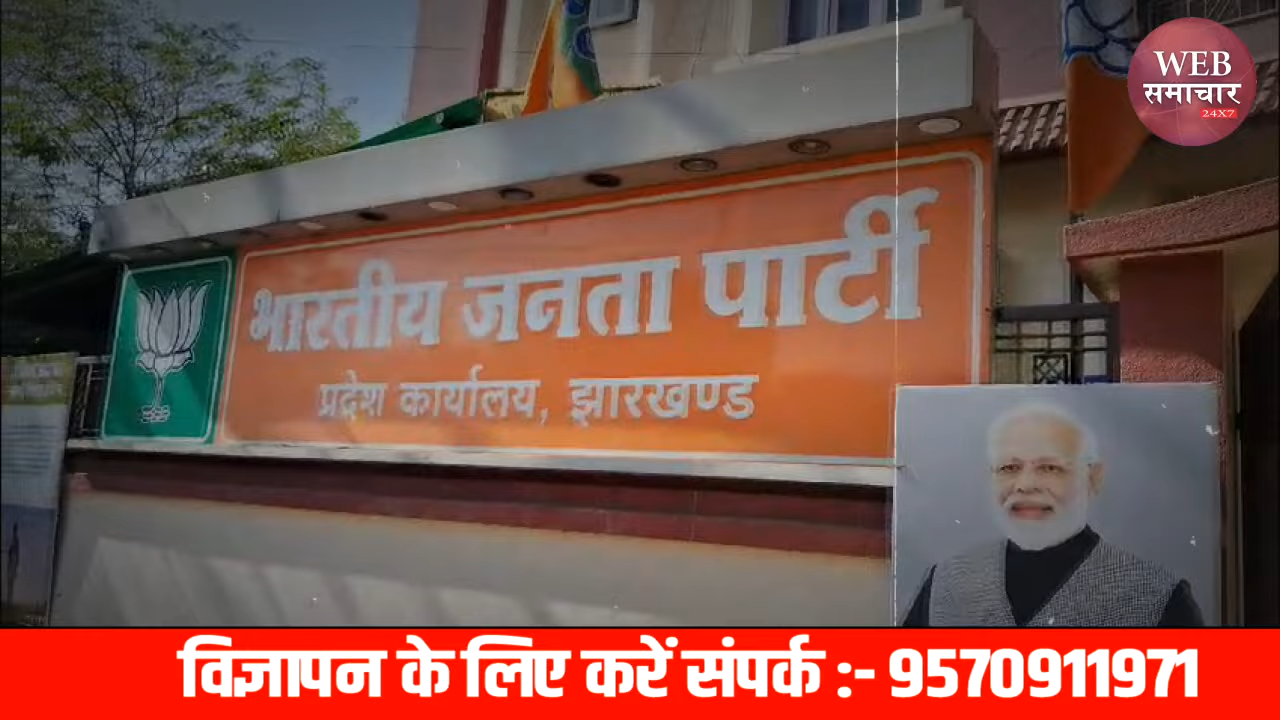 WEB
समाचार
24X7
भारतीय जनता पार्टी
प्रदेश कार्यालय, झारखण्ड
विज्ञापन के लिए करें संपर्क :- 9570911971